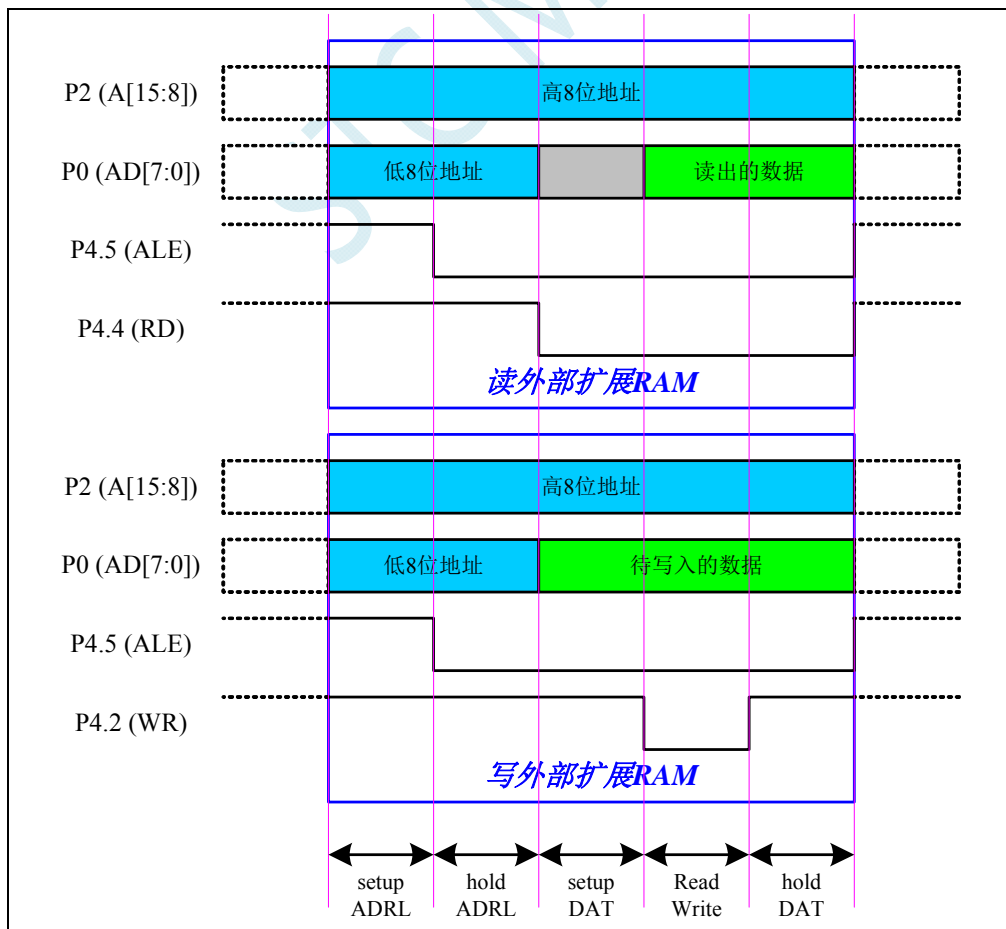 P2 (A[15:8])
高8位地址
P0 (AD[7:0])
低8位地址
读出的数据
P4.5 (ALE)
P4.4 (RD)
读外部扩展RAM
P2 (A[15:8])
高8位地址
P0 (AD[7:0])
低8位地址
待写入的数据
P4.5 (ALE)
P4.2 (WR)
写外部扩展RAM
setup
ADRL
hold
ADRL
setup
DAT
Read
Write
hold
DAT